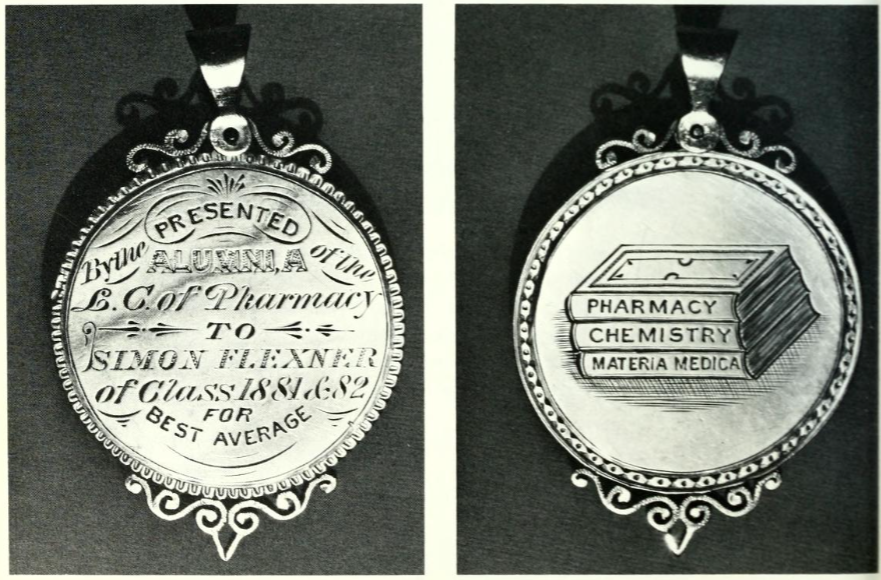 PRESENTED
By the ALUMNI,A of the
L.C. of Pharmacy
TO
SIMON FLEXNER
of Class 1881 & 82
FOR
BEST AVERAGE
PHARMACY
CHEMISTRY
MATERIA MEDICA